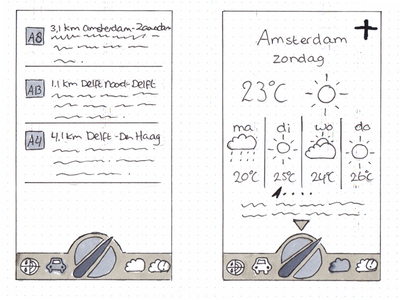 A8 3,1 km Amsterdam-Zaandam
AB 1.1 km Delft Noord-Delft
A4 4.1 km Delft-Den Haag
Amsterdam
zondag
23°C
ma di wo do
20°C 25°C 24°C 26°C